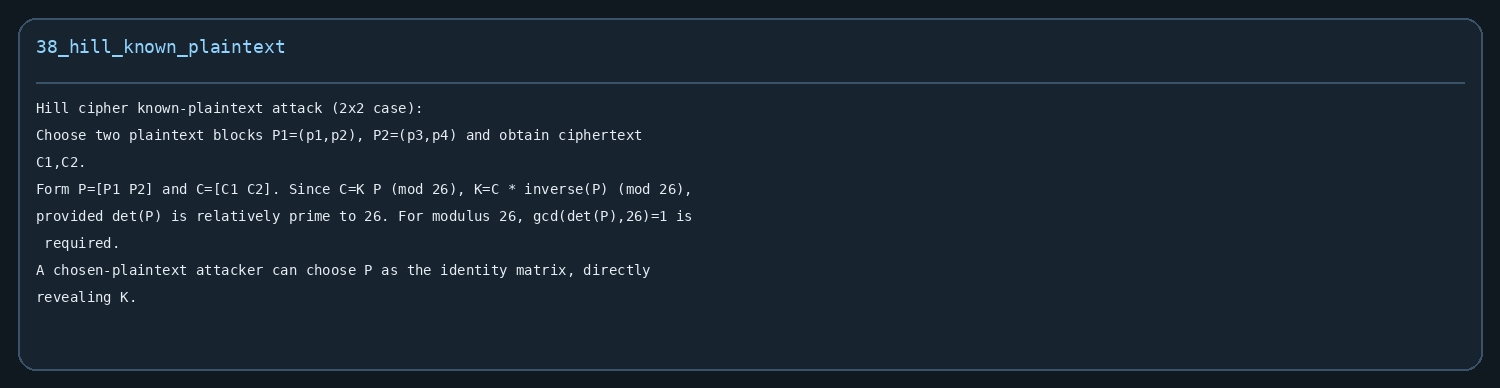 38_hill_known_plaintext
Hill cipher known-plaintext attack (2x2 case):
Choose two plaintext blocks P1=(p1,p2), P2=(p3,p4) and obtain ciphertext
C1,C2.
Form P=[P1 P2] and C=[C1 C2]. Since C=K P (mod 26), K=C * inverse(P) (mod 26),
provided det(P) is relatively prime to 26. For modulus 26, gcd(det(P),26)=1 is
 required.
A chosen-plaintext attacker can choose P as the identity matrix, directly
revealing K.